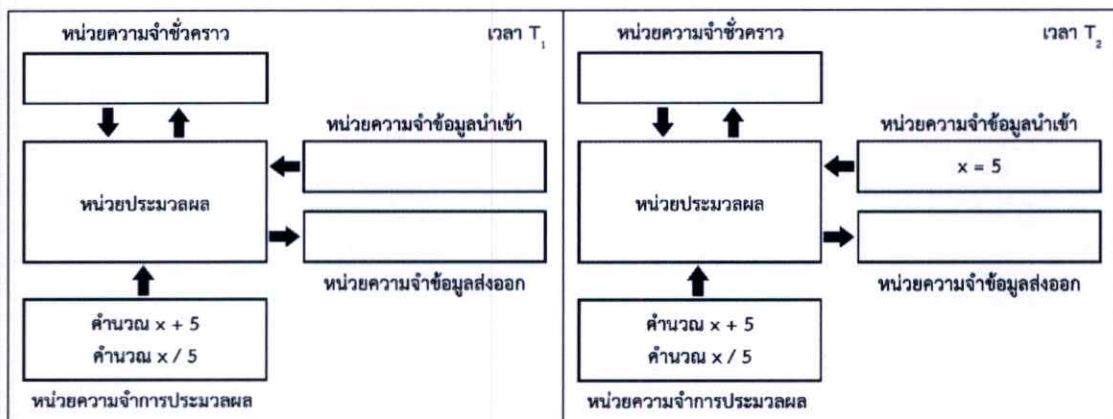 หน่วยความจำชั่วคราว
เวลา T₁
หน่วยความจำข้อมูลนำเข้า
หน่วยประมวลผล
หน่วยความจำข้อมูลส่งออก
คำนวณ x + 5
คำนวณ x / 5
หน่วยความจำการประมวลผล
หน่วยความจำชั่วคราว
เวลา T₂
หน่วยความจำข้อมูลนำเข้า
x = 5
หน่วยประมวลผล
หน่วยความจำข้อมูลส่งออก
คำนวณ x + 5
คำนวณ x / 5
หน่วยความจำการประมวลผล